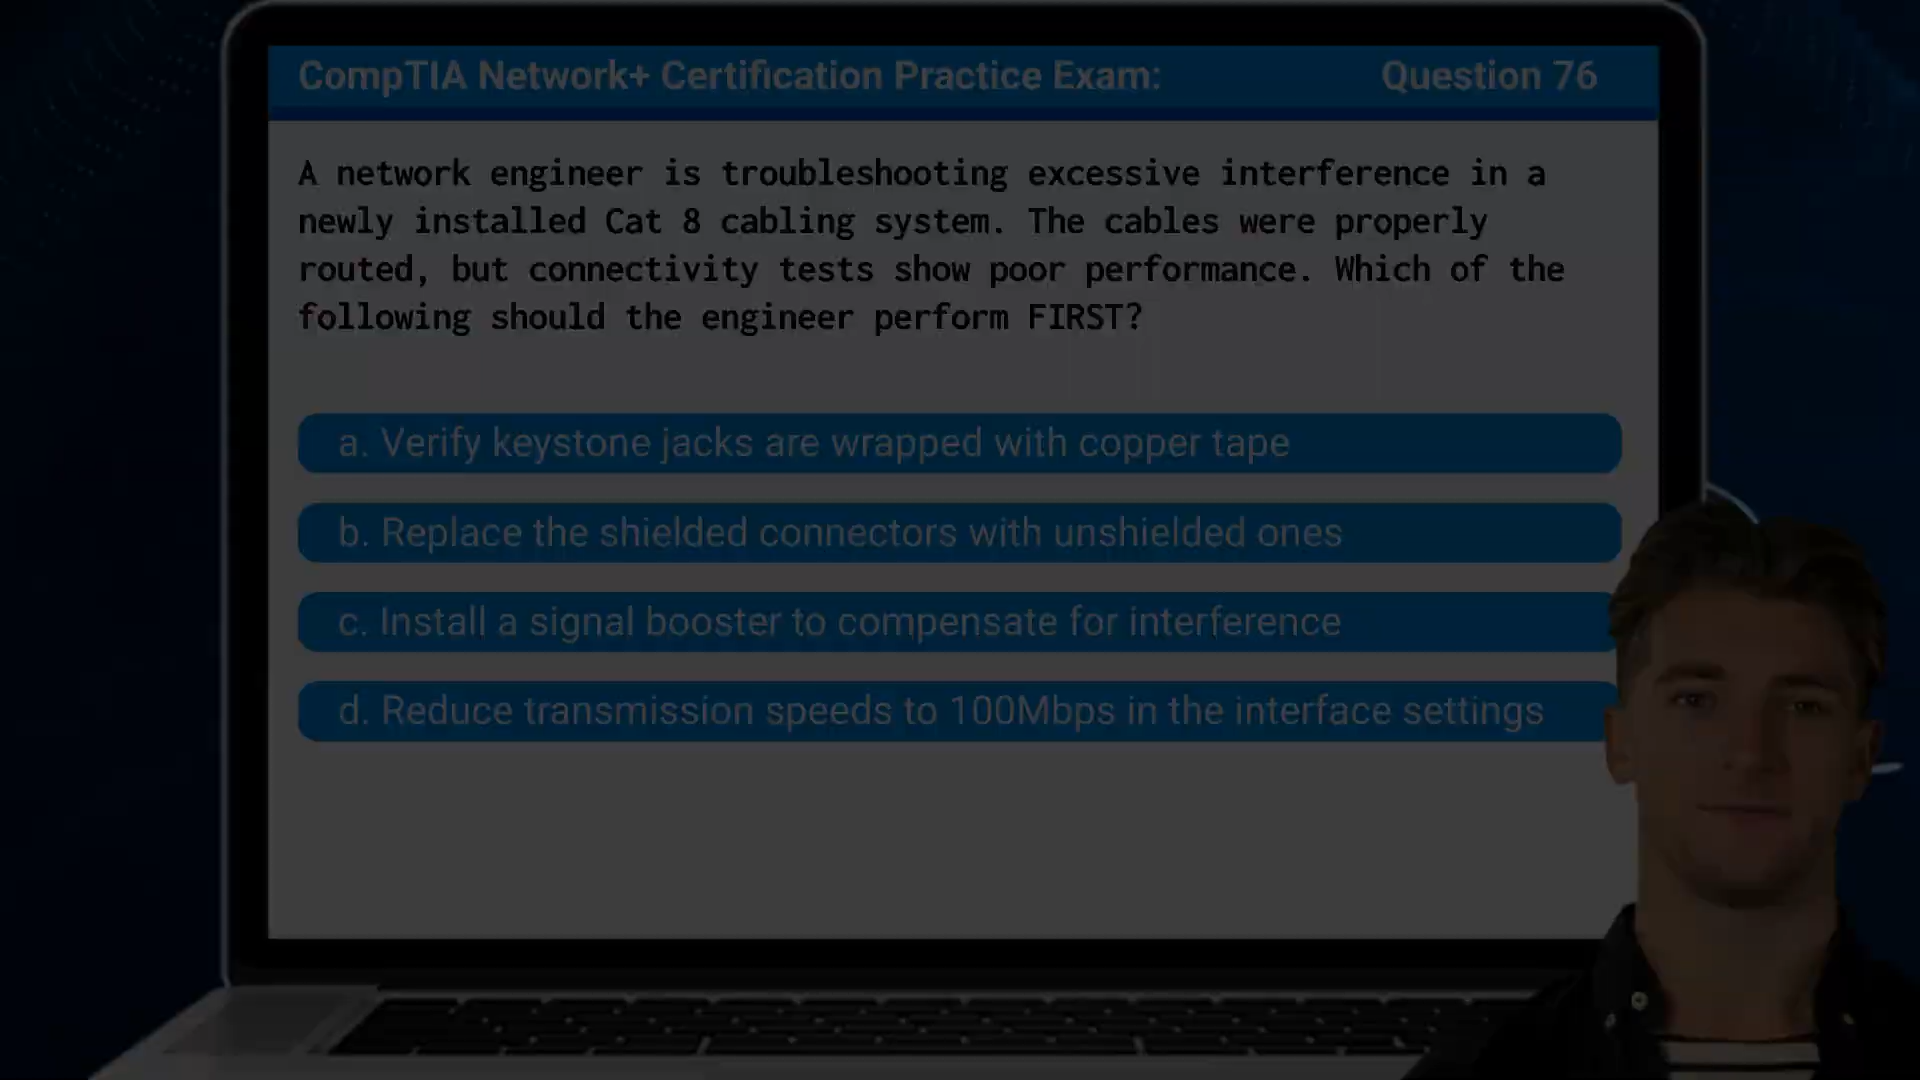 CompTIA Network+ Certification Practice Exam: Question 76
A network engineer is troubleshooting excessive interference in a
newly installed Cat 8 cabling system. The cables were properly
routed, but connectivity tests show poor performance. Which of the
following should the engineer perform FIRST?
a. Verify keystone jacks are wrapped with copper tape
b. Replace the shielded connectors with unshielded ones
c. Install a signal booster to compensate for interference
d. Reduce transmission speeds to 100Mbps in the interface settings